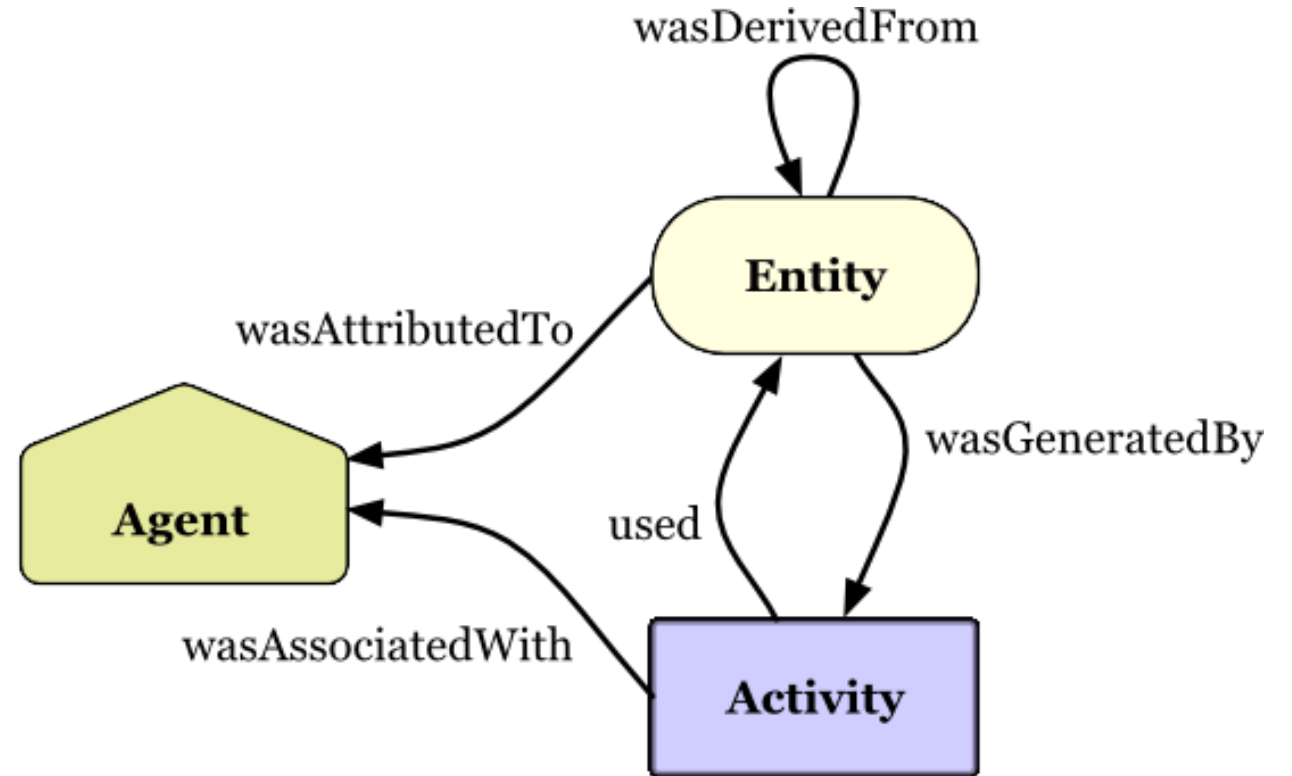 wasDerivedFrom
Entity
wasAttributedTo
wasGeneratedBy
Agent
used
wasAssociatedWith
Activity